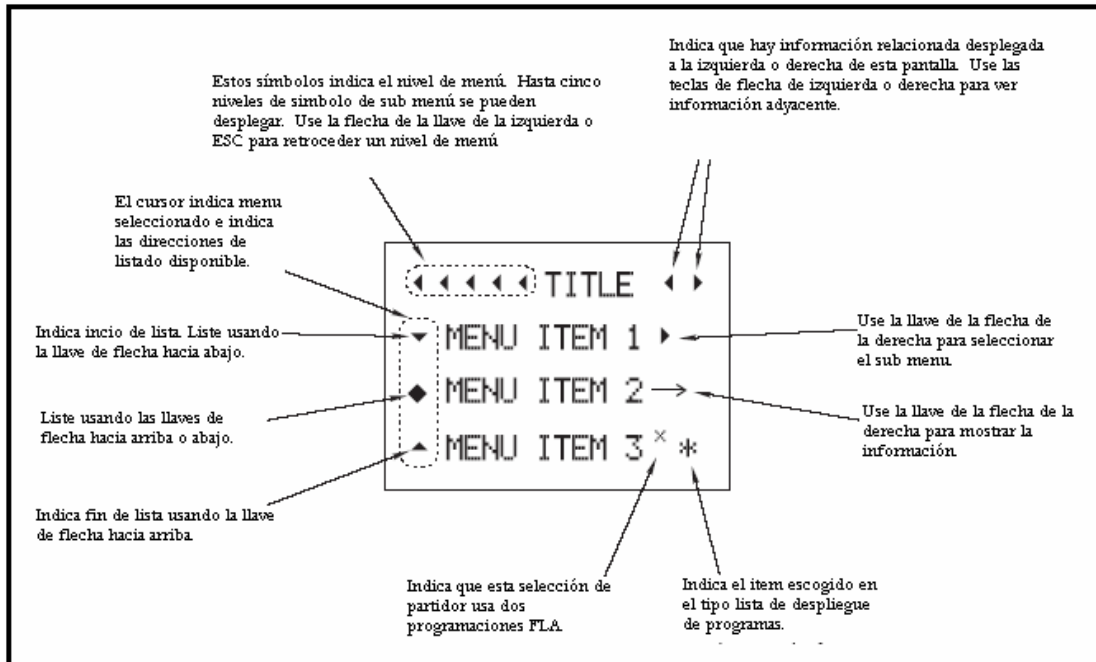 Estos símbolos indica el nivel de menú. Hasta cinco
niveles de simbolo de sub menú se pueden
desplegar. Use la flecha de la llave de la izquierda o
ESC para retroceder un nivel de menú
Indica que hay información relacionada desplegada
a la izquierda o derecha de esta pantalla. Use las
teclas de flecha de izquierda o derecha para ver
información adyacente.
El cursor indica menu
seleccionado e indica
las direcciones de
listado disponible.
Indica incio de lista. Liste usando
la llave de flecha hacia abajo.
Liste usando las llaves de
flecha hacia arriba o abajo.
Indica fin de lista usando la llave
de flecha hacia arriba.
TITLE
MENU ITEM 1
MENU ITEM 2 →
MENU ITEM 3 × *
Use la llave de la flecha de
la derecha para seleccionar
el sub menu.
Use la llave de la flecha de la
derecha para mostrar la
información.
Indica que esta selección de
partidor usa dos
programaciones FLA.
Indica el item escogido en
el tipo lista de despliegue
de programas.